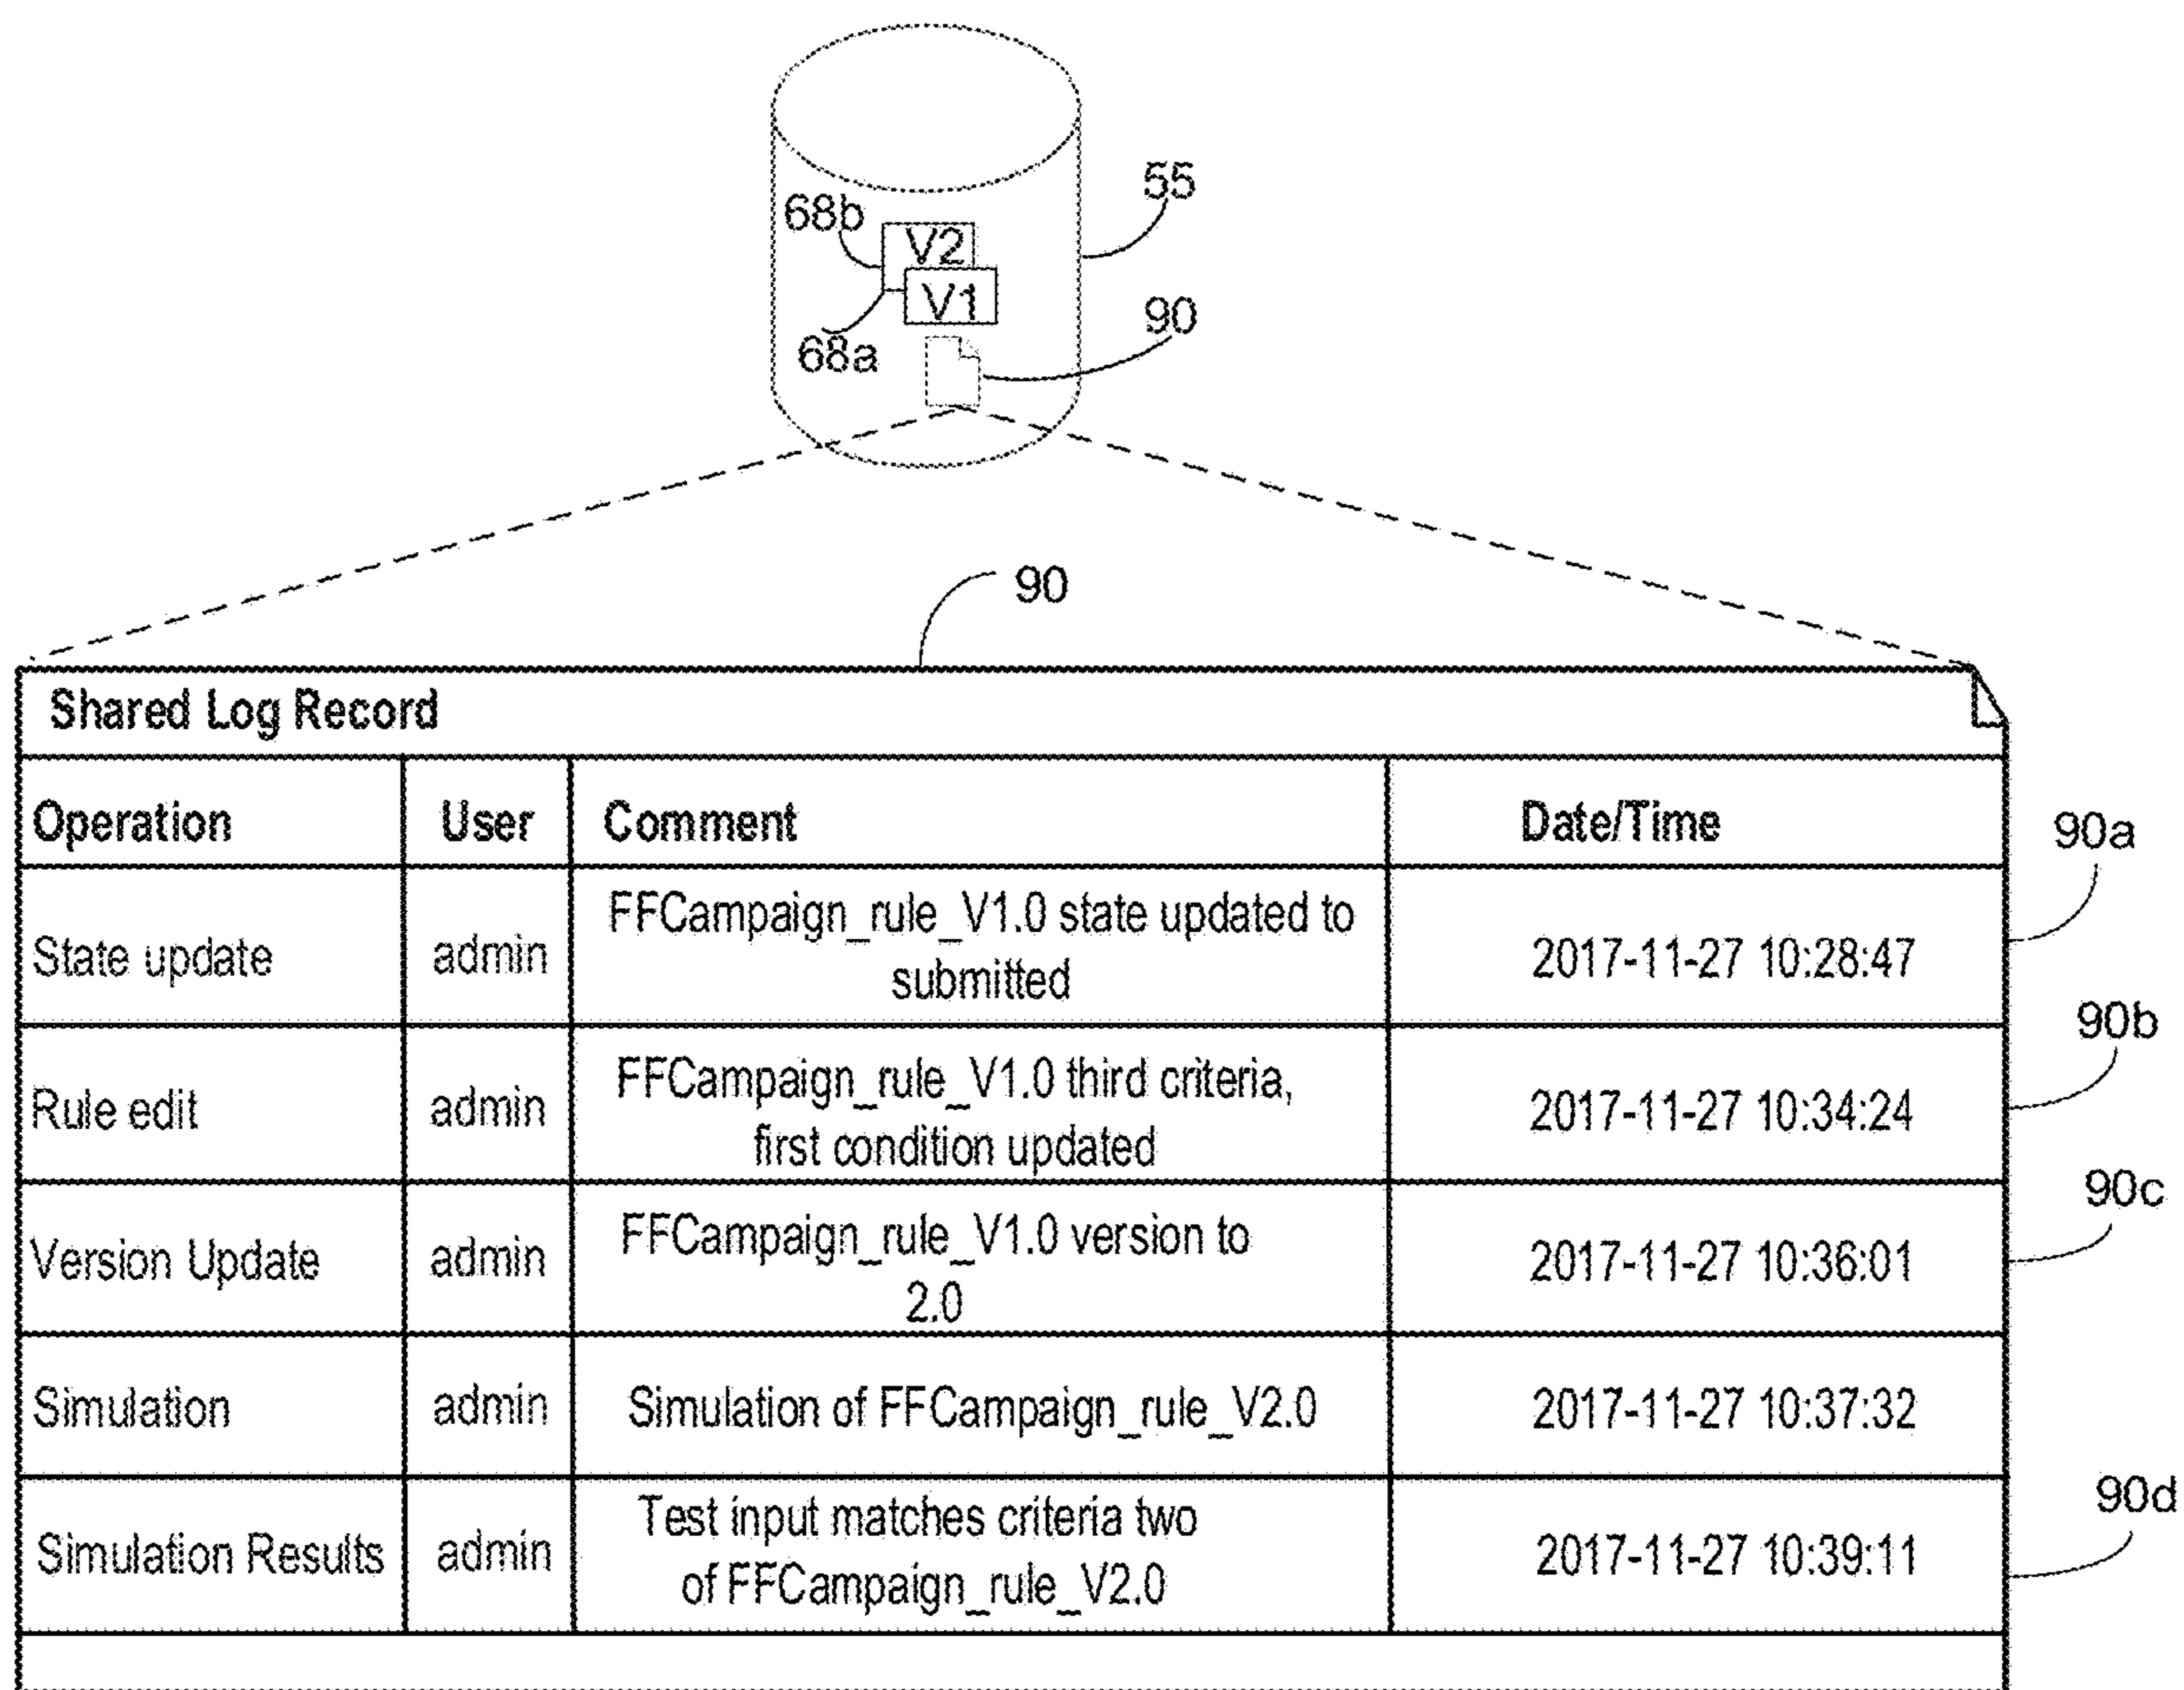 55
68b
V2
V1
90
68a
90
Shared Log Record
Operation User Comment Date/Time
90a
State update admin FFCampaign_rule_V1.0 state updated to
submitted 2017-11-27 10:28:47
90b
Rule edit admin FFCampaign_rule_V1.0 third criteria,
first condition updated 2017-11-27 10:34:24
90c
Version Update admin FFCampaign_rule_V1.0 version to
2.0 2017-11-27 10:36:01
Simulation admin Simulation of FFCampaign_rule_V2.0 2017-11-27 10:37:32
90d
Simulation Results admin Test input matches criteria two
of FFCampaign_rule_V2.0 2017-11-27 10:39:11